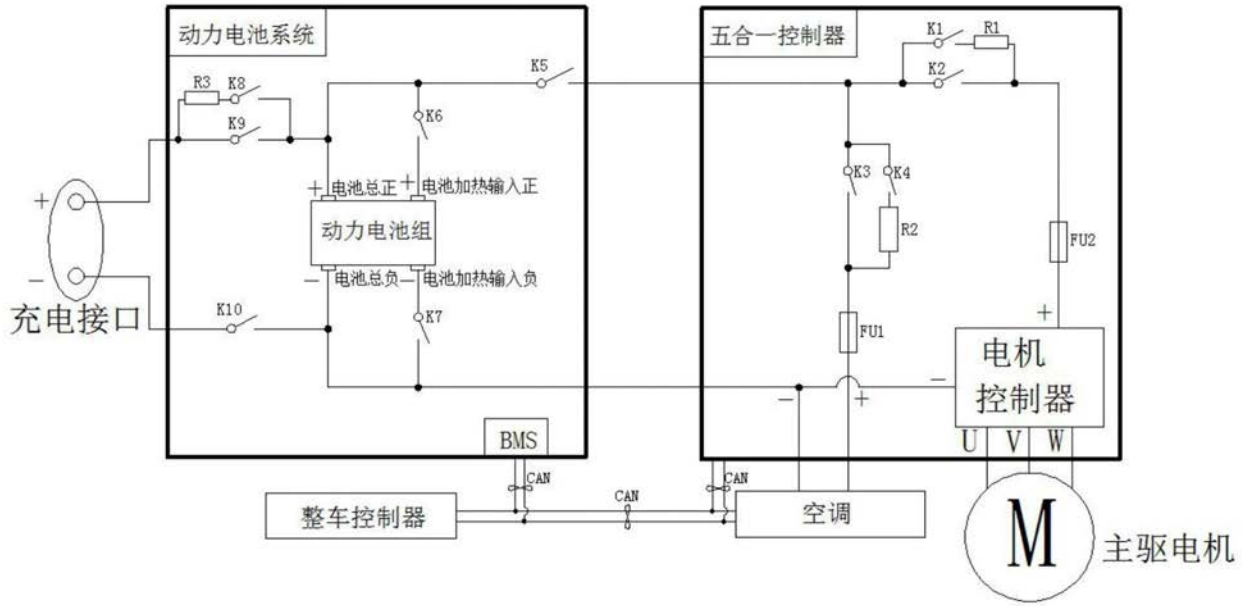 动力电池系统
五合一控制器
K1
R1
K5
K2
R3
K8
K9
K6
K3
K4
+
电池总正
+
电池加热输入正
+
动力电池组
R2
FU2
-
电池总负
-
电池加热输入负
-
充电接口
K10
K7
FU1
+
电机
控制器
-
-
+
U
V
W
BMS
CAN
CAN
CAN
整车控制器
空调
M
主驱电机